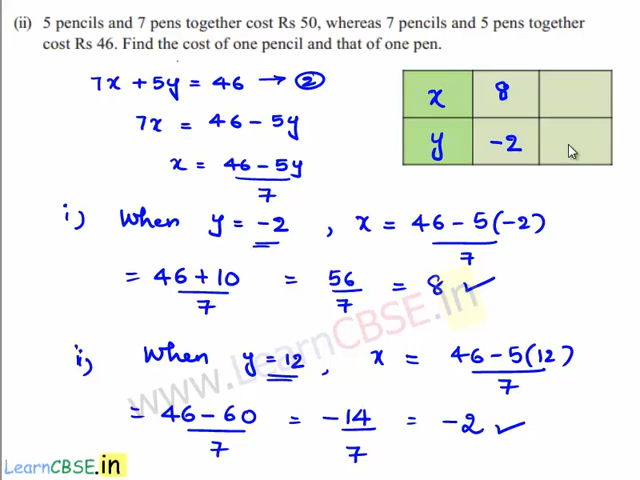 (ii) 5 pencils and 7 pens together cost Rs 50, whereas 7 pencils and 5 pens together
cost Rs 46. Find the cost of one pencil and that of one pen.
7x + 5y = 46 → ②
7x = 46 - 5y
x = (46 - 5y)/7
x 8
y -2
i) When y = -2, x = (46 - 5(-2))/7
= (46 + 10)/7 = 56/7 = 8 ✓
ii) When y = 12, x = (46 - 5(12))/7
= (46 - 60)/7 = -14/7 = -2 ✓
www.LearnCBSE.in
LearnCBSE.in